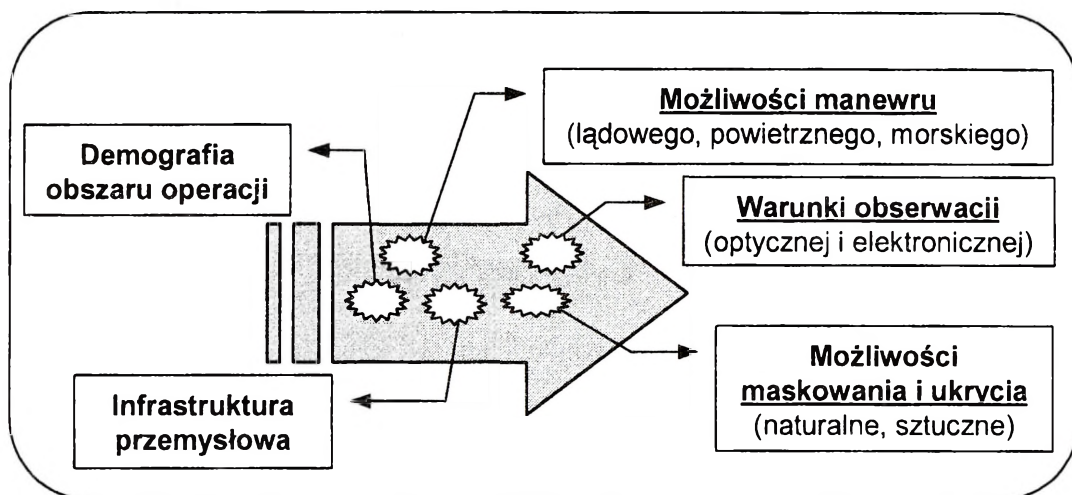 Możliwości manewru
(lądowego, powietrznego, morskiego)
Demografia
obszaru operacji
Warunki obserwacji
(optycznej i elektronicznej)
Możliwości
maskowania i ukrycia
(naturalne, sztuczne)
Infrastruktura
przemysłowa